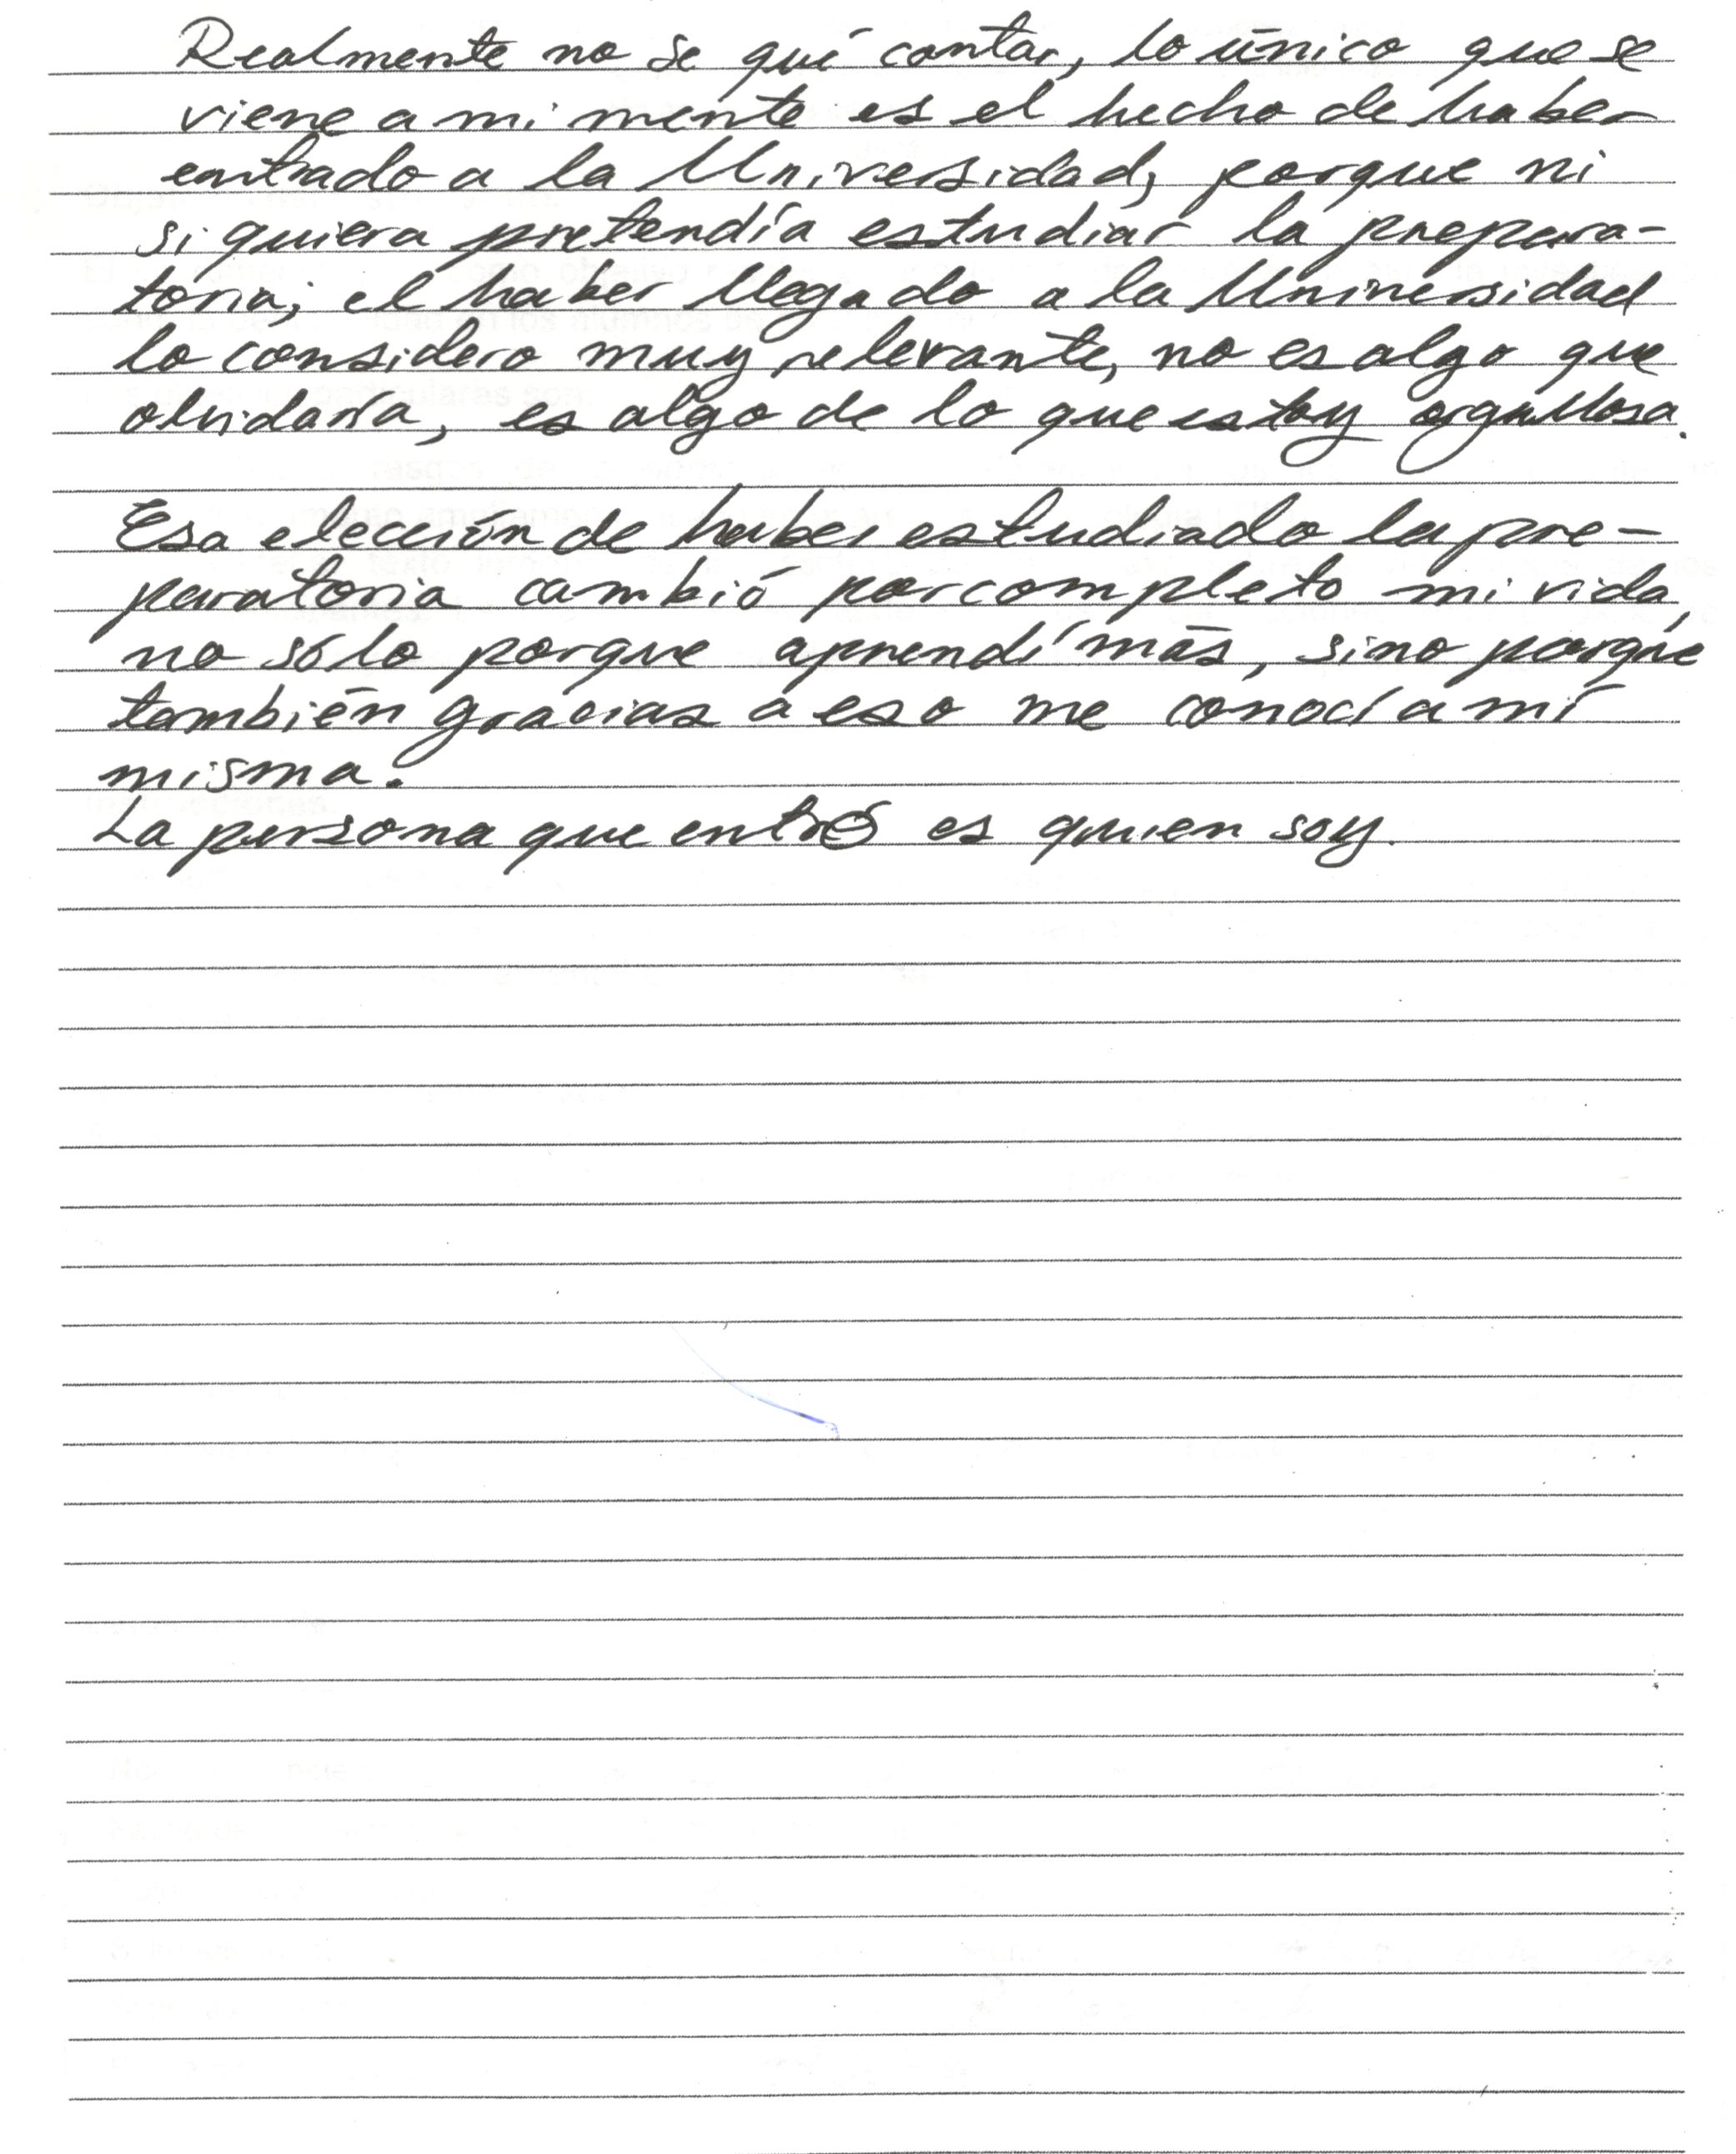 Realmente no se qué contar, lo único que se
viene a mi mente es el hecho de haber
entrado a la Universidad, porque ni
siquiera pretendía estudiar la prepara-
toria; el haber llegado a la Universidad
lo considero muy relevante, no es algo que
olvidaría, es algo de lo que estoy orgullosa.
Esa elección de haber estudiado la pre-
paratoria cambió por completo mi vida,
no sólo porque aprendí más, sino porque
también gracias a eso me conocí a mí
misma.
La persona que entró es quien soy.